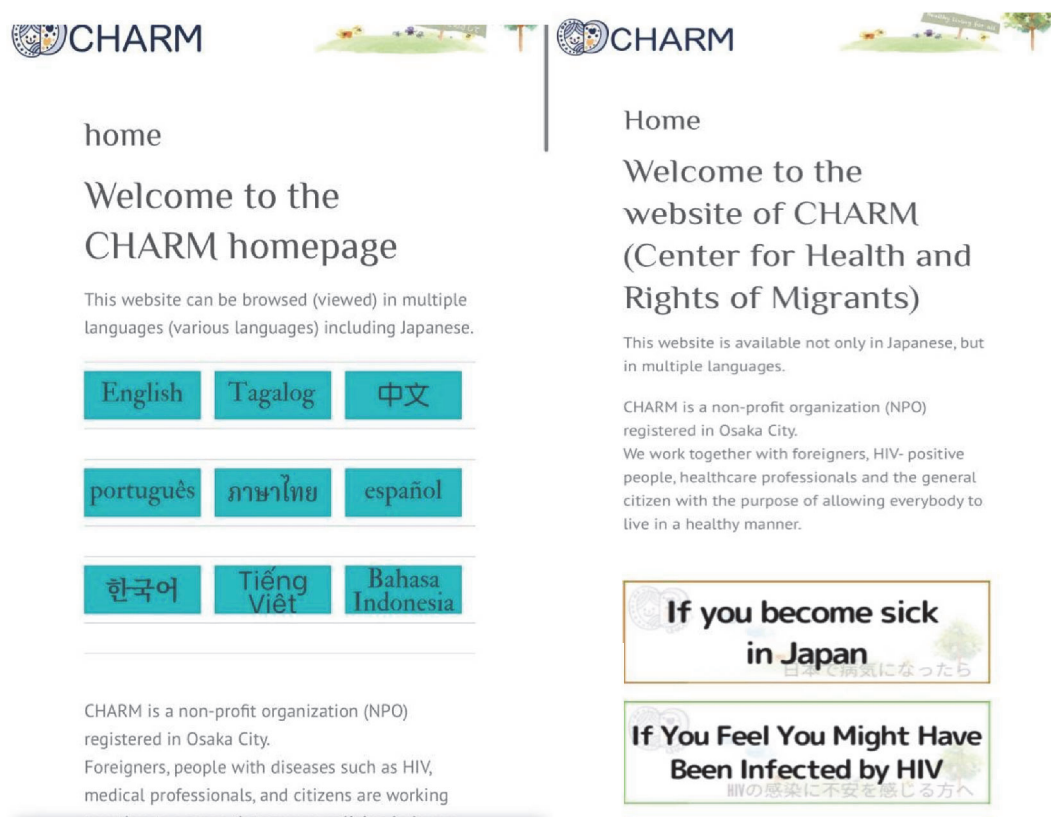 CHARM
home
Welcome to the
CHARM homepage
This website can be browsed (viewed) in multiple
languages (various languages) including Japanese.
English Tagalog 中文
português ภาษาไทย español
한국어 Tiếng Việt Bahasa Indonesia
CHARM is a non-profit organization (NPO)
registered in Osaka City.
Foreigners, people with diseases such as HIV,
medical professionals, and citizens are working
CHARM
Healthy living for all
Home
Welcome to the
website of CHARM
(Center for Health and
Rights of Migrants)
This website is available not only in Japanese, but
in multiple languages.
CHARM is a non-profit organization (NPO)
registered in Osaka City.
We work together with foreigners, HIV- positive
people, healthcare professionals and the general
citizen with the purpose of allowing everybody to
live in a healthy manner.
If you become sick
in Japan
日本で病気になったら
If You Feel You Might Have
Been Infected by HIV
HIVの感染に不安を感じる方へ